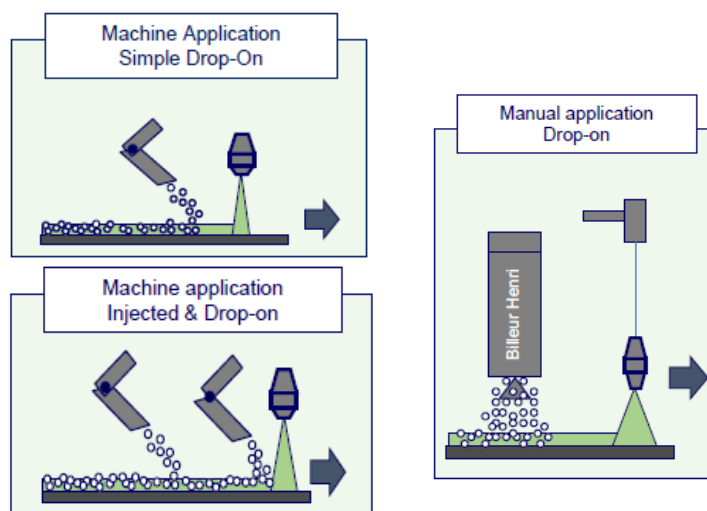 Machine Application
Simple Drop-On
Machine application
Injected & Drop-on
Manual application
Drop-on
Billeur Henri